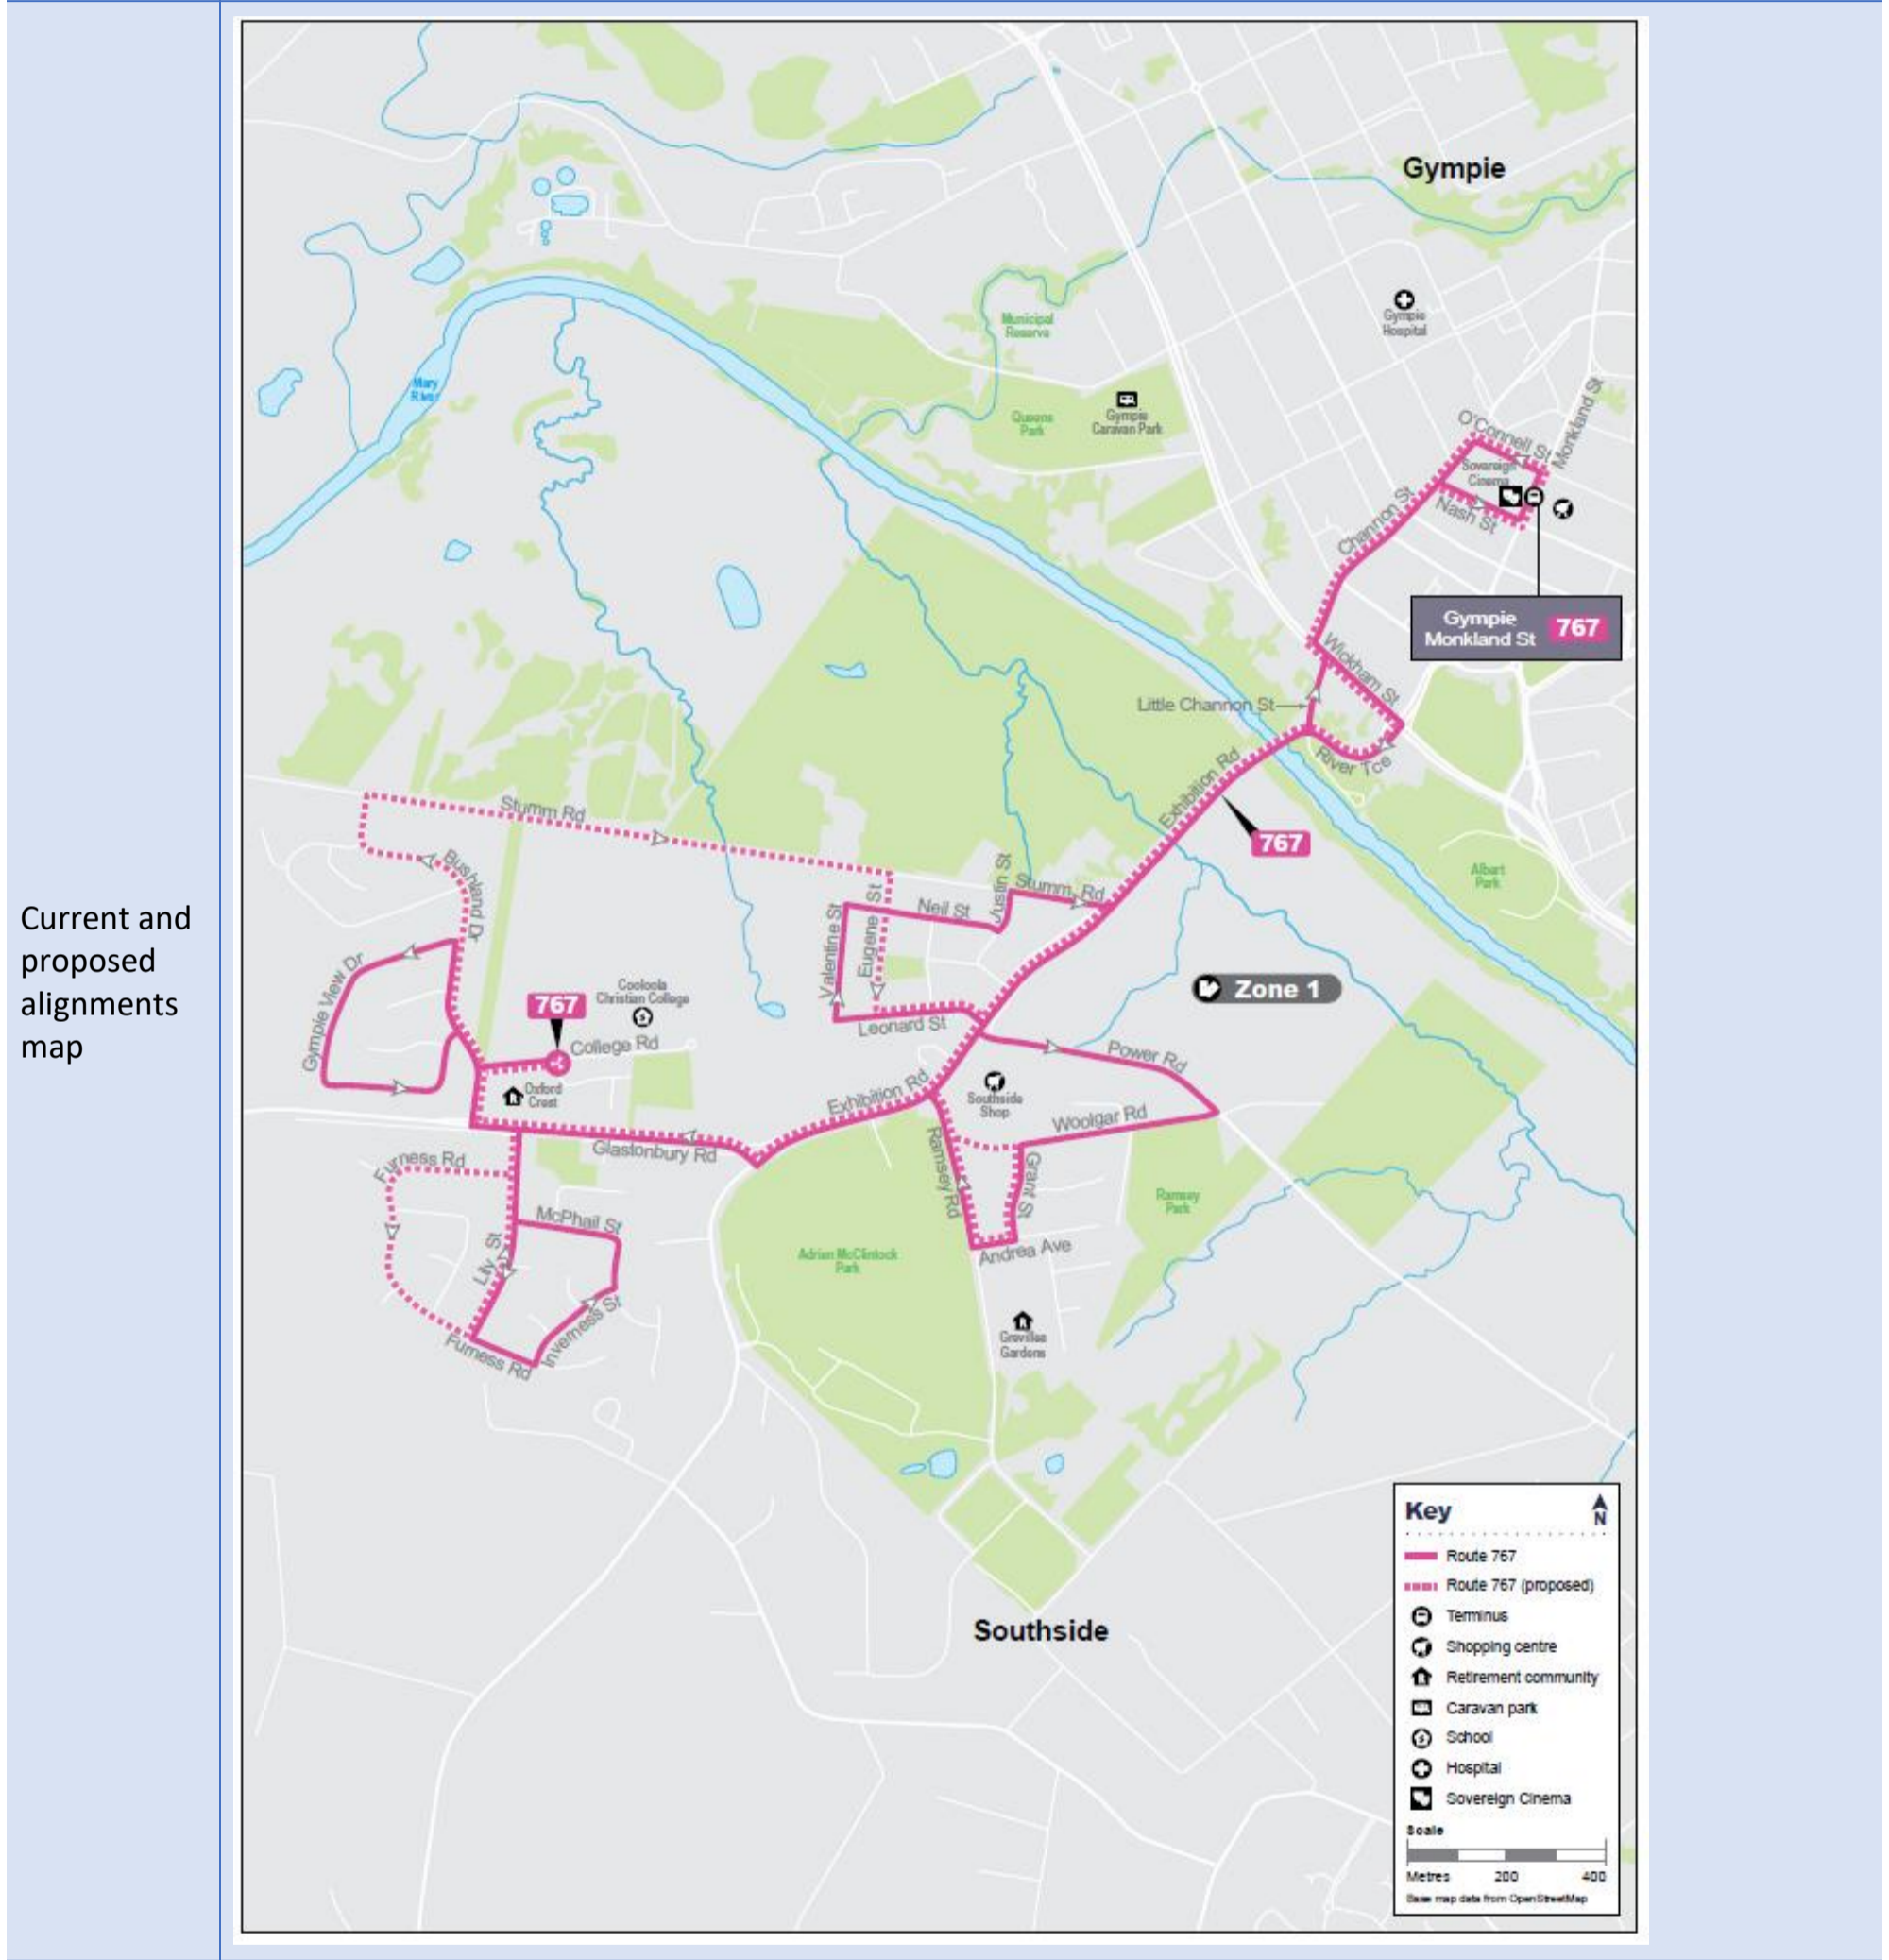 Current and
proposed
alignments
map
Gympie
Gympie
Hospital
Municipal
Reserve
Mary
River
Queens
Park
Gympie
Caravan Park
O'Connell St
Monkland St
Sovereign
Cinema
Nash St
Channon St
Gympie
Monkland St
767
Wickham St
Little Channon St
River Tce
Exhibition Rd
767
Albert
Park
Stumm Rd
Bushland Dr
Justin St
Stumm Rd
Neil St
Valentine St
Eugene St
Gympie View Dr
Cooloola
Christian College
767
College Rd
Zone 1
Leonard St
Power Rd
Oxford
Crest
Exhibition Rd
Southside
Shop
Woolgar Rd
Glastonbury Rd
Ramsey Rd
Grant St
Furness Rd
Ramsey
Park
McPhail St
Lily St
Andrea Ave
Adrian McClintock
Park
Inverness St
Furness Rd
Grevillea
Gardens
Southside
Key
N
Route 767
Route 767 (proposed)
Terminus
Shopping centre
Retirement community
Caravan park
School
Hospital
Sovereign Cinema
Scale
Metres 200 400
Base map data from OpenStreetMap